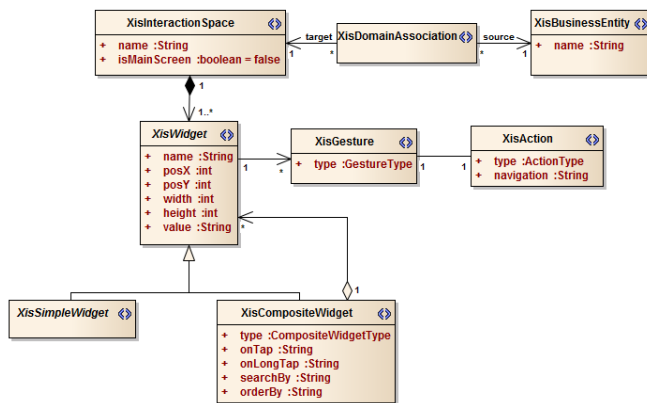 XisInteractionSpace
+ name :String
+ isMainScreen :boolean = false
target
1
*
XisDomainAssociation
source
*
1
XisBusinessEntity
+ name :String
1
1..*
XisWidget
+ name :String
+ posX :int
+ posY :int
+ width :int
+ height :int
+ value :String
1
*
XisGesture
+ type :GestureType
1
1
XisAction
+ type :ActionType
+ navigation :String
*
1
XisSimpleWidget
XisCompositeWidget
+ type :CompositeWidgetType
+ onTap :String
+ onLongTap :String
+ searchBy :String
+ orderBy :String